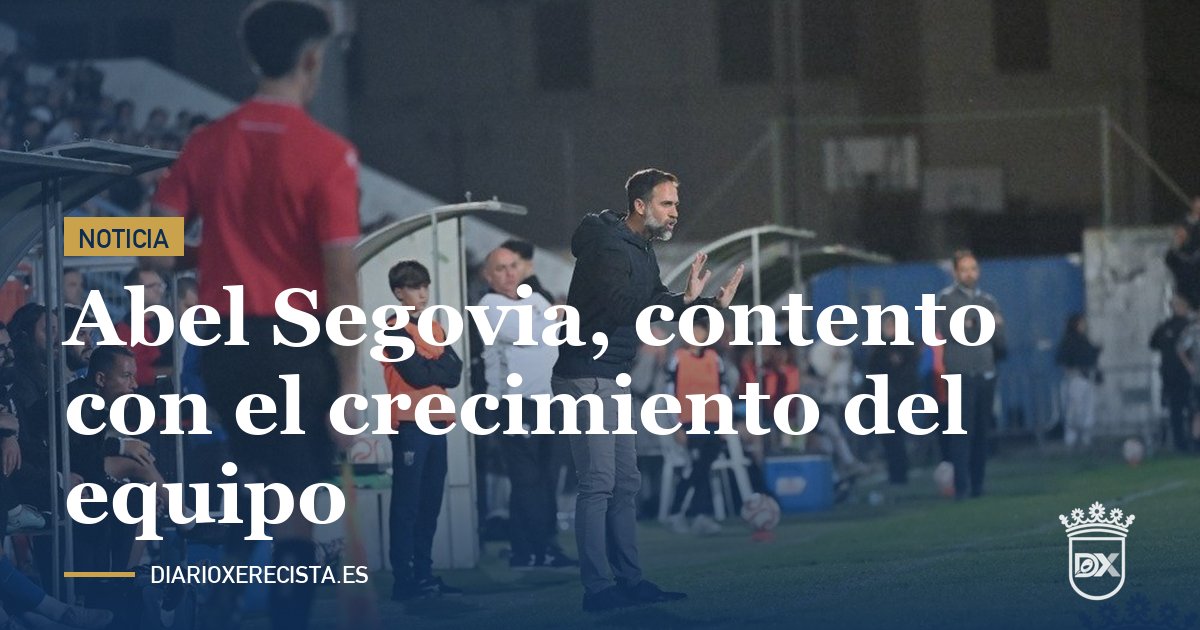 NOTICIA
Abel Segovia, contento
con el crecimiento del
equipo
DIARIOXERECISTA.ES
DX